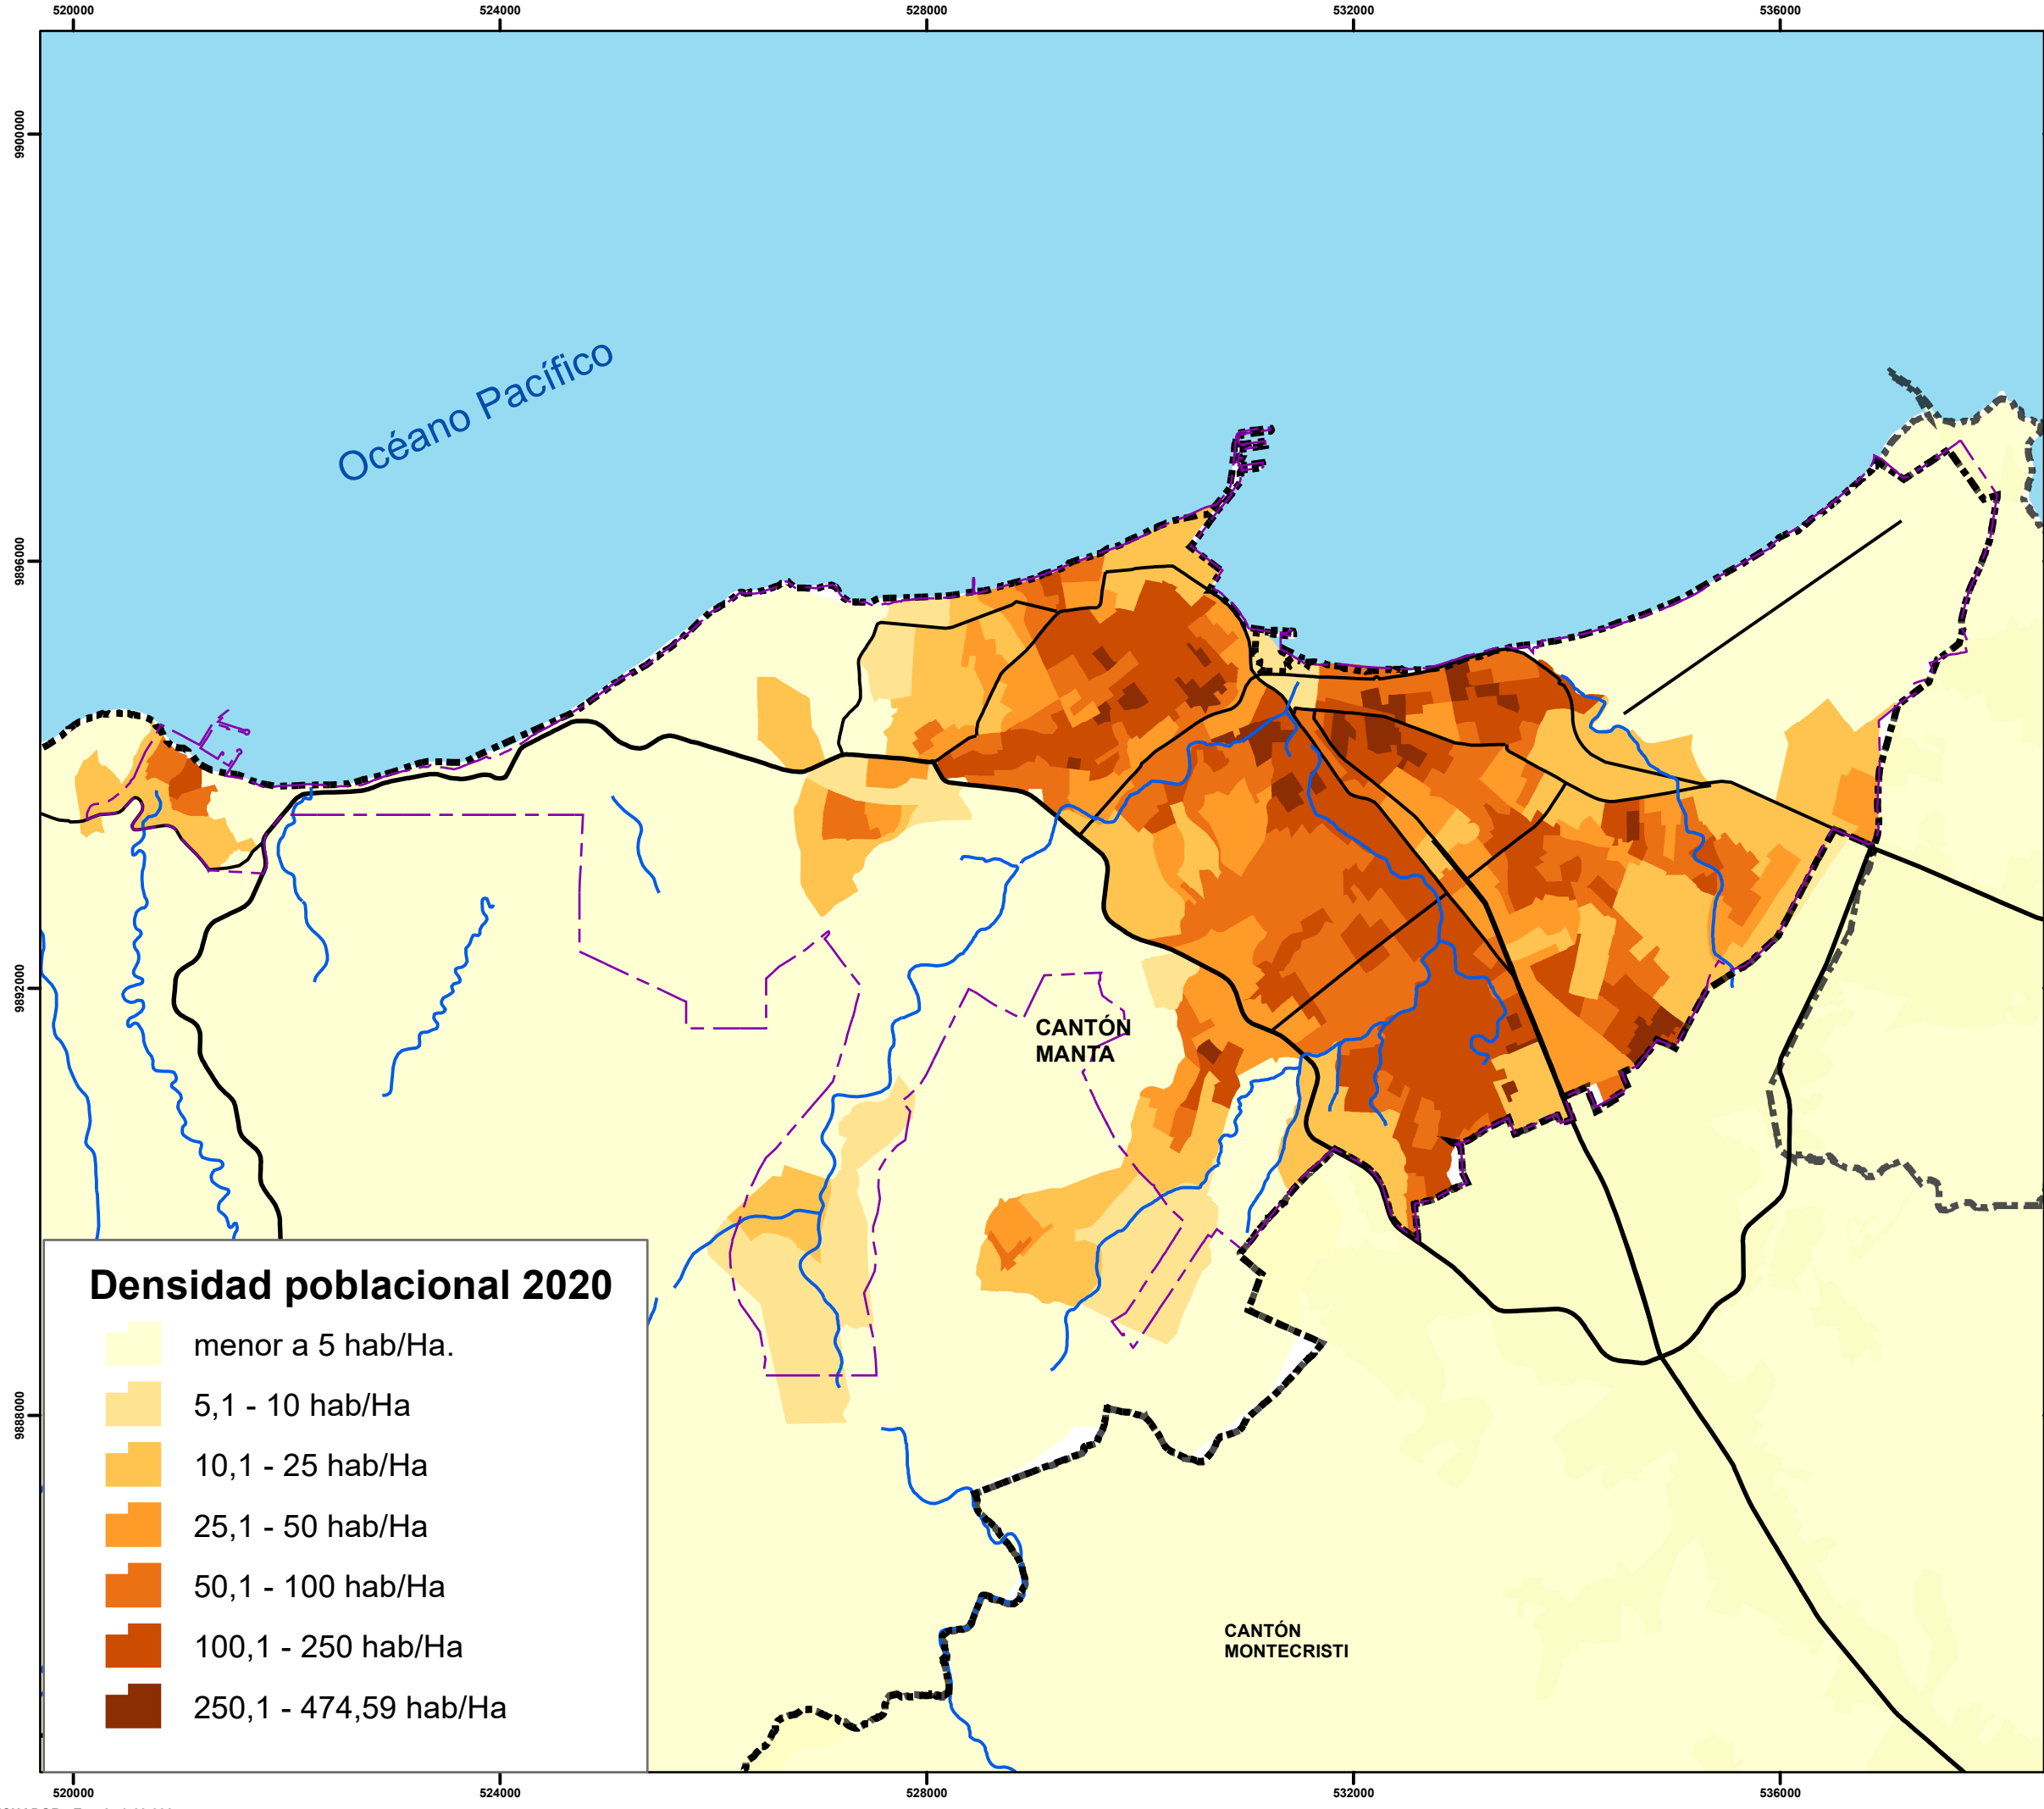 520000
524000
528000
532000
536000
9900000
Océano Pacífico
9896000
9892000
CANTÓN
MANTA
9888000
Densidad poblacional 2020
menor a 5 hab/Ha.
5,1 - 10 hab/Ha
10,1 - 25 hab/Ha
25,1 - 50 hab/Ha
50,1 - 100 hab/Ha
100,1 - 250 hab/Ha
250,1 - 474,59 hab/Ha
CANTÓN
MONTECRISTI
520000
524000
528000
532000
536000